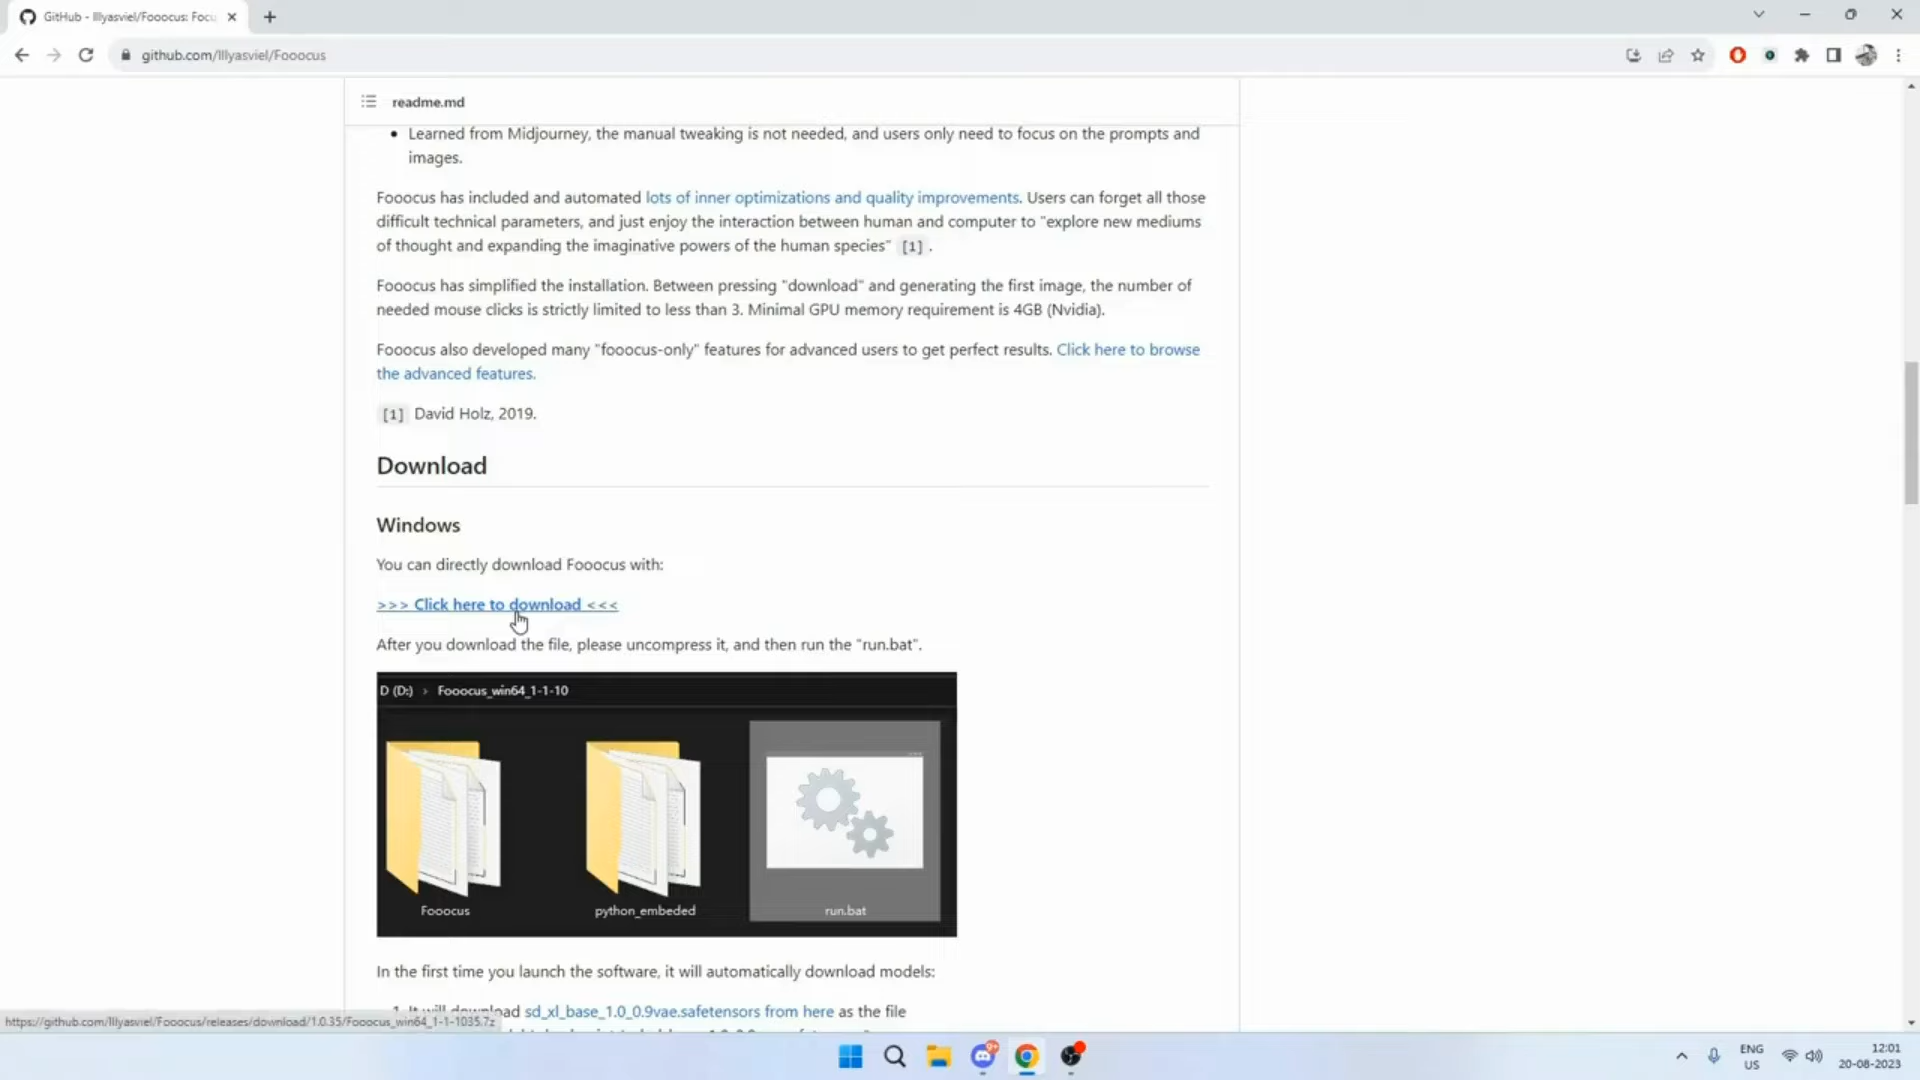 GitHub - lllyasviel/Fooocus: Focu
github.com/lllyasviel/Fooocus
readme.md
• Learned from Midjourney, the manual tweaking is not needed, and users only need to focus on the prompts and
images.
Fooocus has included and automated lots of inner optimizations and quality improvements. Users can forget all those
difficult technical parameters, and just enjoy the interaction between human and computer to "explore new mediums
of thought and expanding the imaginative powers of the human species" [1] .
Fooocus has simplified the installation. Between pressing "download" and generating the first image, the number of
needed mouse clicks is strictly limited to less than 3. Minimal GPU memory requirement is 4GB (Nvidia).
Fooocus also developed many "fooocus-only" features for advanced users to get perfect results. Click here to browse
the advanced features.
[1] David Holz, 2019.
Download
Windows
You can directly download Fooocus with:
>>> Click here to download <<<
After you download the file, please uncompress it, and then run the "run.bat".
D (D:) › Fooocus_win64_1-1-10
Fooocus python_embeded run.bat
In the first time you launch the software, it will automatically download models:
1. It will download sd_xl_base_1.0_0.9vae.safetensors from here as the file
https://github.com/lllyasviel/Fooocus/releases/download/1.0.35/Fooocus_win64_1-1-1035.7z
9+
ENG
US
12:01
20-08-2023